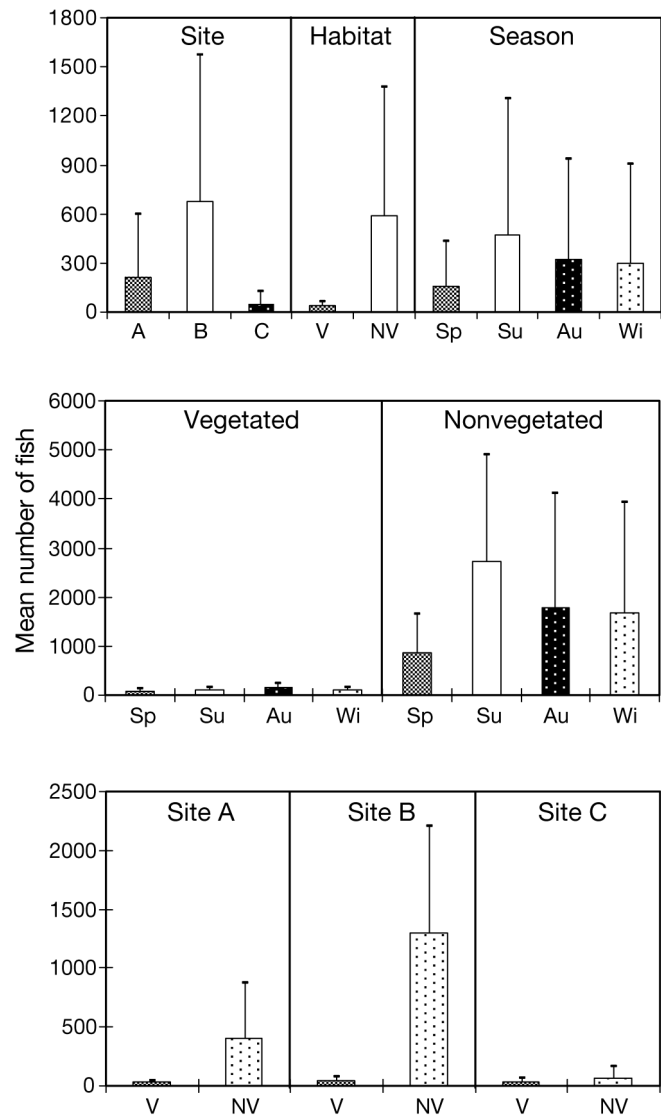 Site Habitat Season
1800
1500
1200
900
600
300
0
A B C V NV Sp Su Au Wi
Mean number of fish
Vegetated Nonvegetated
6000
5000
4000
3000
2000
1000
0
Sp Su Au Wi Sp Su Au Wi
Site A Site B Site C
2500
2000
1500
1000
500
0
V NV V NV V NV